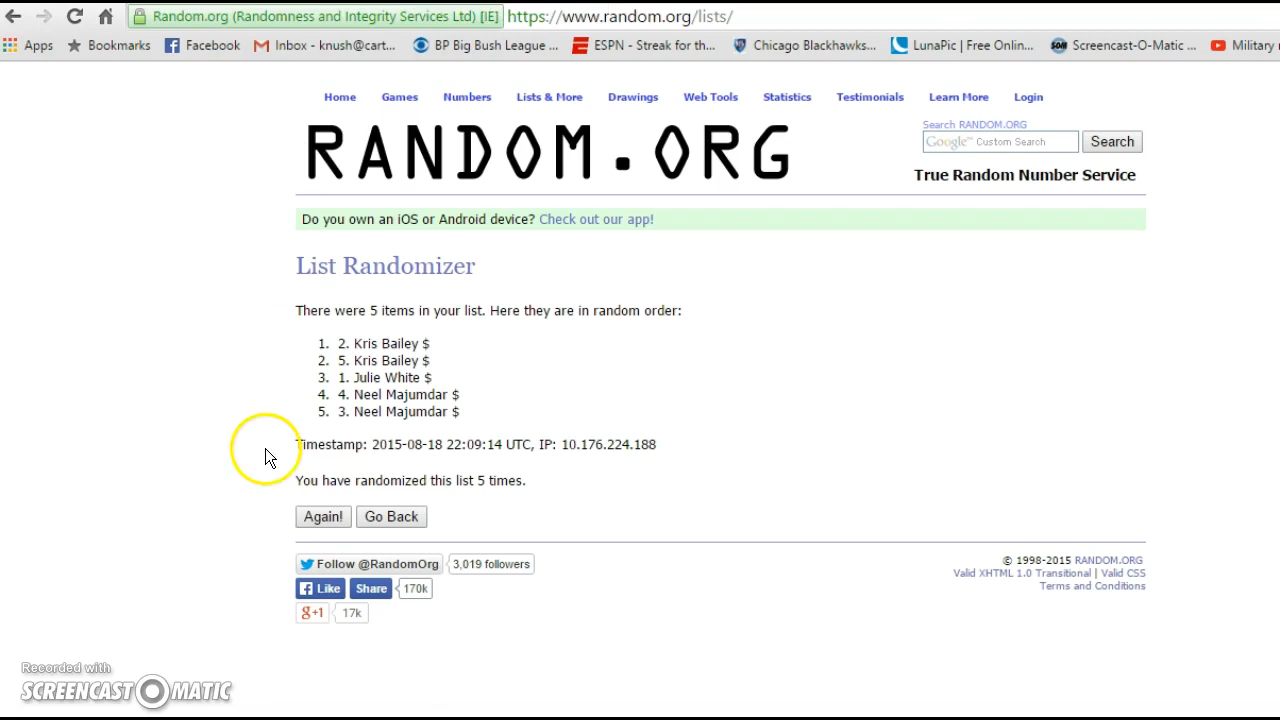 Random.org (Randomness and Integrity Services Ltd) [IE] https://www.random.org/lists/
Apps Bookmarks Facebook Inbox - knush@cart... BP Big Bush League ... ESPN - Streak for th... Chicago Blackhawks... LunaPic | Free Onlin... Screencast-O-Matic ... Military
Home Games Numbers Lists & More Drawings Web Tools Statistics Testimonials Learn More Login
RANDOM.ORG
Search RANDOM.ORG
Google™ Custom Search Search
True Random Number Service
Do you own an iOS or Android device? Check out our app!
List Randomizer
There were 5 items in your list. Here they are in random order:
1. 2. Kris Bailey $
2. 5. Kris Bailey $
3. 1. Julie White $
4. 4. Neel Majumdar $
5. 3. Neel Majumdar $
Timestamp: 2015-08-18 22:09:14 UTC, IP: 10.176.224.188
You have randomized this list 5 times.
Again! Go Back
Follow @RandomOrg 3,019 followers
Like Share 170k
g+1 17k
© 1998-2015 RANDOM.ORG
Valid XHTML 1.0 Transitional | Valid CSS
Terms and Conditions
Recorded with
SCREENCAST-O-MATIC